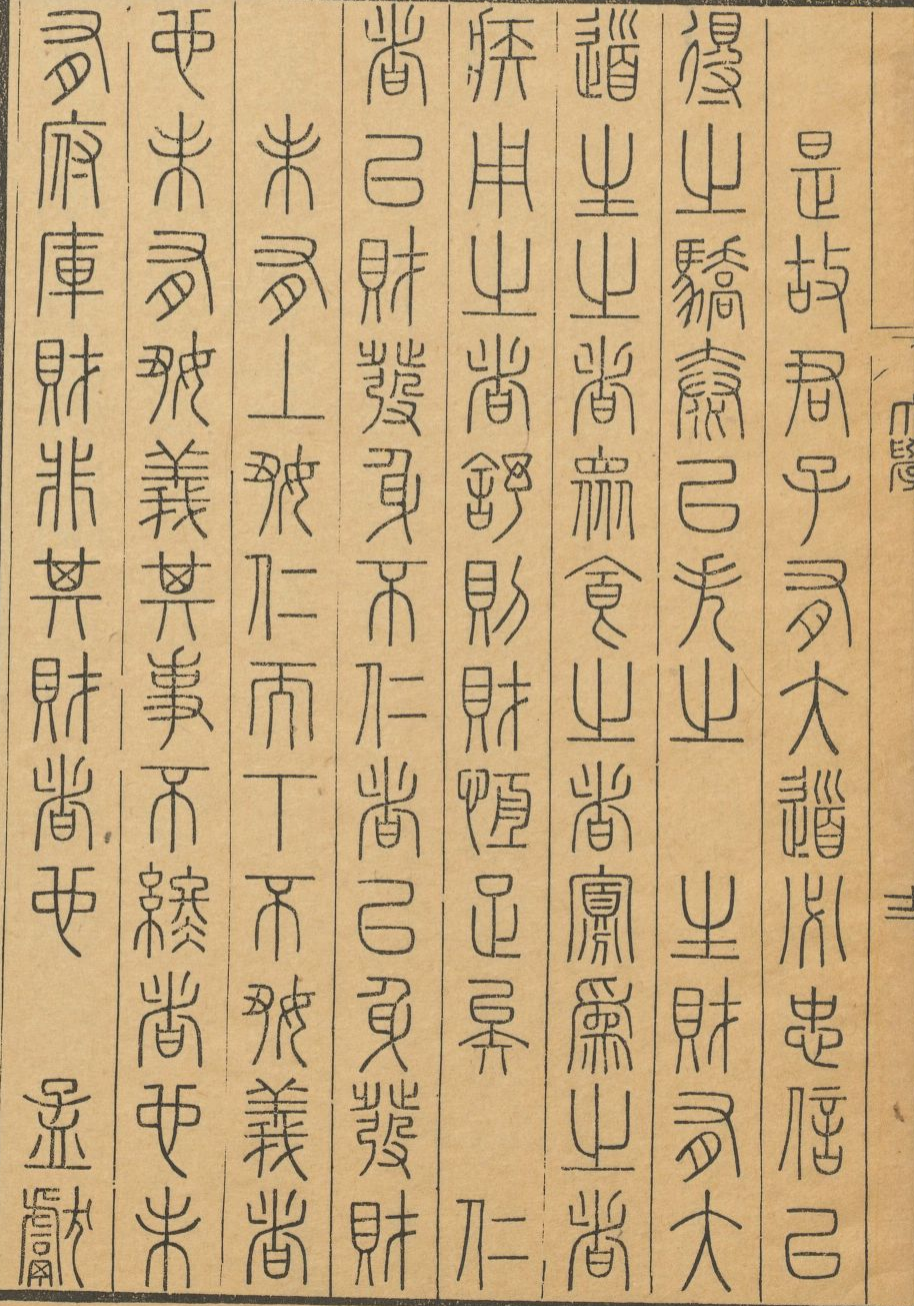 大學
是故君子有大道必忠信以
得之驕泰以失之 生財有大
道生之者眾食之者寡爲之者
疾用之者舒則財恆足矣 仁
者以財發身不仁者以身發財
未有上好仁而下不好義者
也未有好義其事不終者也未
有府庫財非其財者也 孟獻